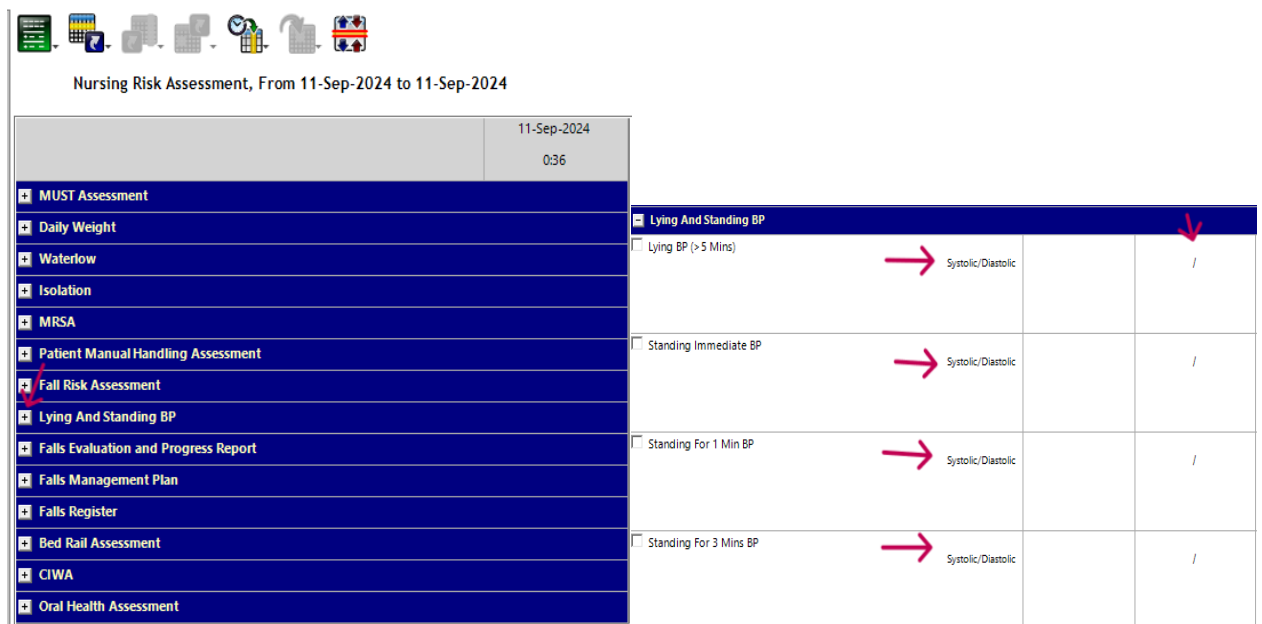 Nursing Risk Assessment, From 11-Sep-2024 to 11-Sep-2024
11-Sep-2024
0:36
MUST Assessment
Daily Weight
Waterlow
Isolation
MRSA
Patient Manual Handling Assessment
Fall Risk Assessment
Lying And Standing BP
Falls Evaluation and Progress Report
Falls Management Plan
Falls Register
Bed Rail Assessment
CIWA
Oral Health Assessment
Lying And Standing BP
Lying BP (> 5 Mins)
Systolic/Diastolic /
Standing Immediate BP
Systolic/Diastolic /
Standing For 1 Min BP
Systolic/Diastolic /
Standing For 3 Mins BP
Systolic/Diastolic /